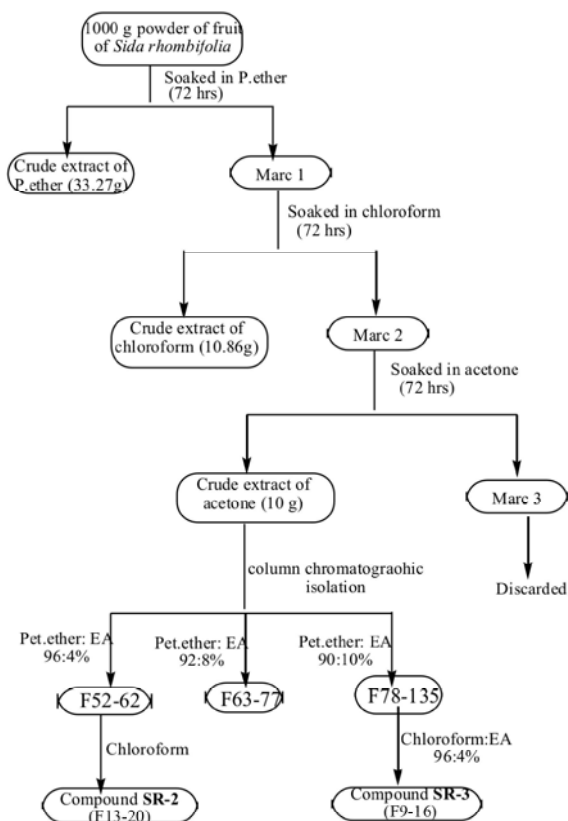 1000 g powder of fruit
of Sida rhombifolia
Soaked in P.ether
(72 hrs)
Crude extract of
P.ether (33.27g)
Marc 1
Soaked in chloroform
(72 hrs)
Crude extract of
chloroform (10.86g)
Marc 2
Soaked in acetone
(72 hrs)
Crude extract of
acetone (10 g)
Marc 3
column chromatograohic
isolation
Discarded
Pet.ether: EA
96:4%
Pet.ether: EA
92:8%
Pet.ether: EA
90:10%
F52-62
F63-77
F78-135
Chloroform
Chloroform:EA
96:4%
Compound SR-2
(F13-20)
Compound SR-3
(F9-16)